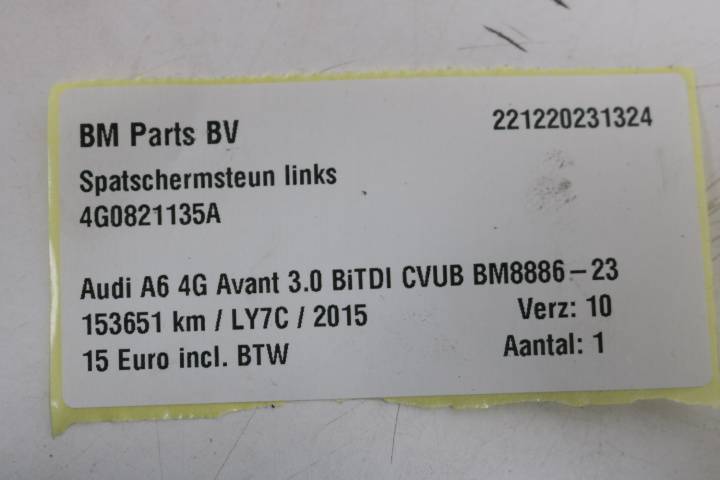 BM Parts BV 221220231324
Spatschermsteun links
4G0821135A
Audi A6 4G Avant 3.0 BiTDI CVUB BM8886-23
153651 km / LY7C / 2015 Verz: 10
15 Euro incl. BTW Aantal: 1